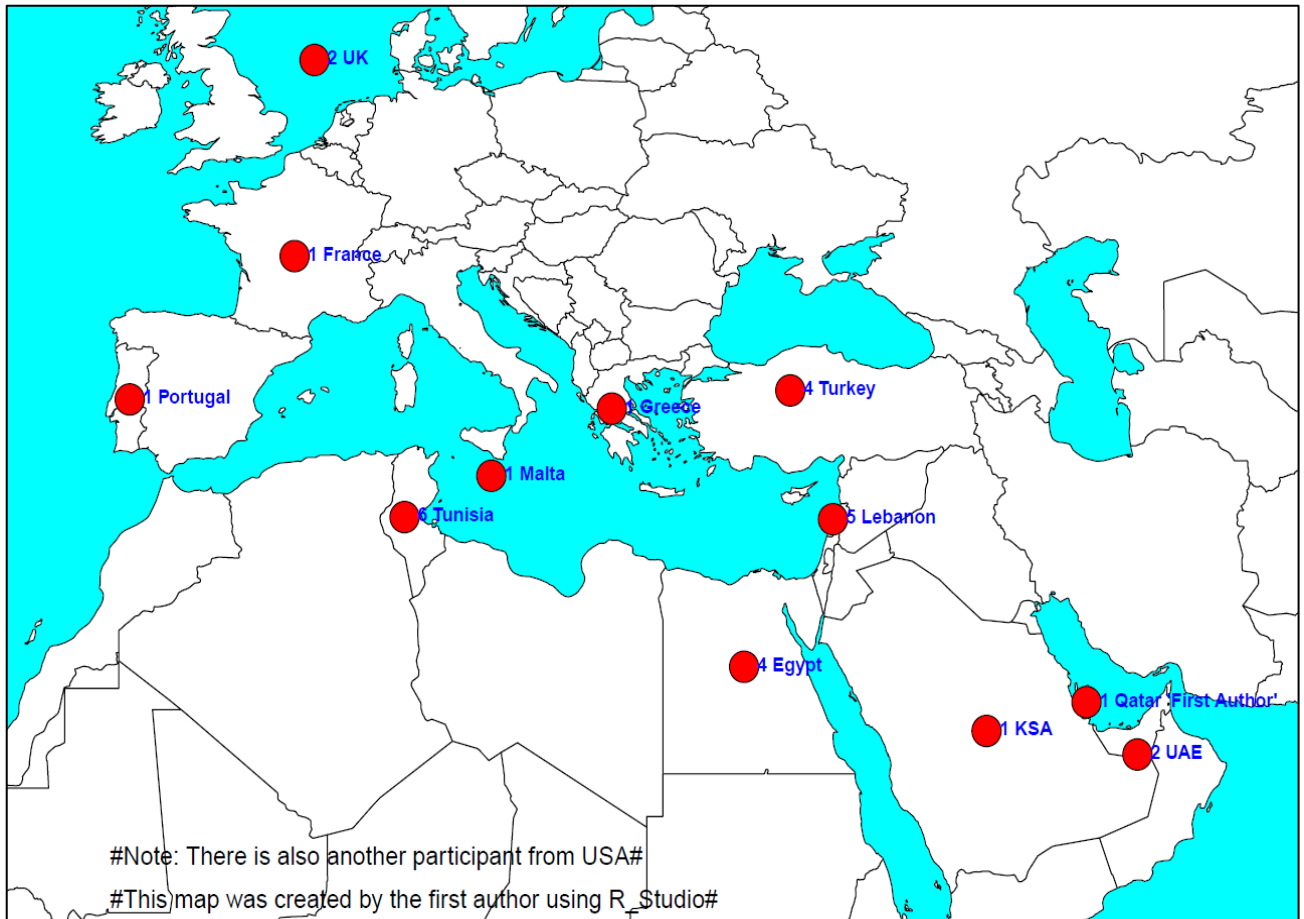 2 UK
1 France
1 Portugal
4 Turkey
1 Greece
1 Malta
6 Tunisia
5 Lebanon
4 Egypt
1 Qatar 'First Author'
1 KSA
2 UAE
#Note: There is also another participant from USA#
#This map was created by the first author using R_Studio#